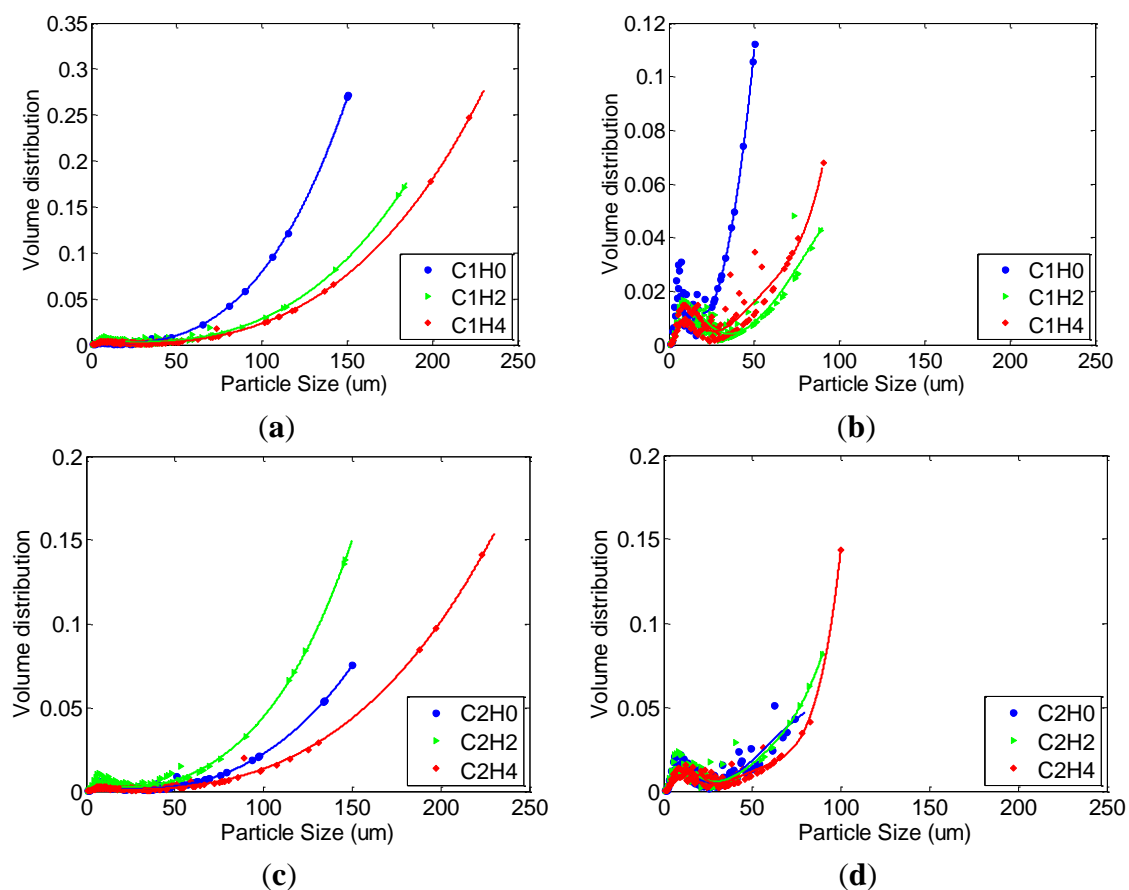 0.35
0.3
0.25
0.2
0.15
0.1
0.05
0
Volume distribution
0 50 100 150 200 250
Particle Size (um)
C1H0
C1H2
C1H4
(a)
0.12
0.1
0.08
0.06
0.04
0.02
0
Volume distribution
0 50 100 150 200 250
Particle Size (um)
C1H0
C1H2
C1H4
(b)
0.2
0.15
0.1
0.05
0
Volume distribution
0 50 100 150 200 250
Particle Size (um)
C2H0
C2H2
C2H4
(c)
0.2
0.15
0.1
0.05
0
Volume distribution
0 50 100 150 200 250
Particle Size (um)
C2H0
C2H2
C2H4
(d)